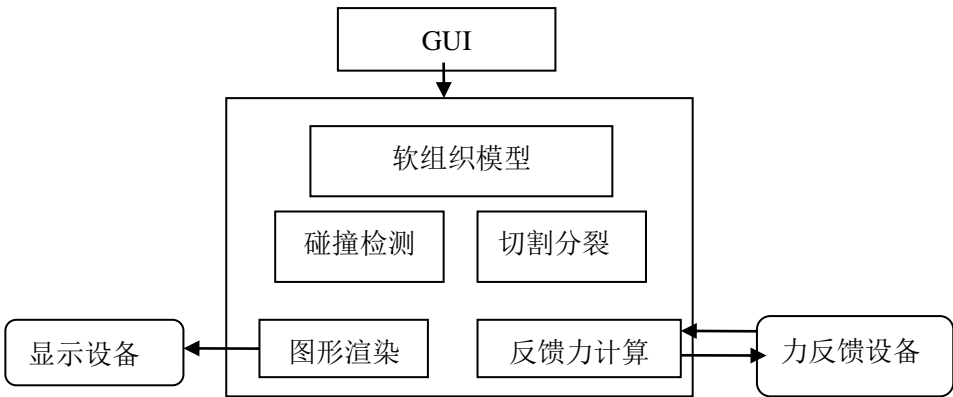 GUI
软组织模型
碰撞检测
切割分裂
显示设备
图形渲染
反馈力计算
力反馈设备